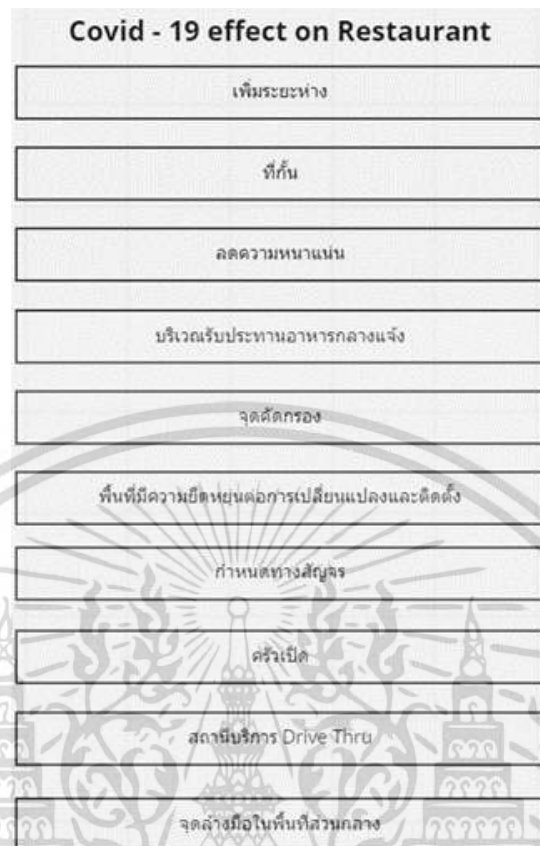 Covid - 19 effect on Restaurant
เพิ่มระยะห่าง
ที่กั้น
ลดความหนาแน่น
บริเวณรับประทานอาหารกลางแจ้ง
จุดคัดกรอง
พื้นที่มีความยืดหยุ่นต่อการเปลี่ยนแปลงและติดตั้ง
กำหนดทางสัญจร
ครัวเปิด
สถานีบริการ Drive Thru
จุดล้างมือในพื้นที่ส่วนกลาง